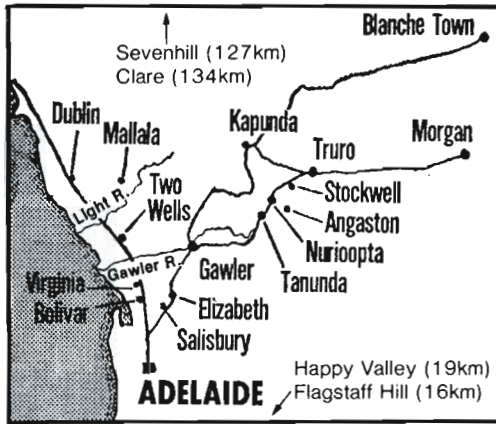 Sevenhill (127km)
Clare (134km)
Blanche Town
Dublin
Mallala
Kapunda
Truro
Morgan
Light R.
Two
Wells
Stockwell
Angaston
Nurioopta
Tanunda
Gawler R.
Gawler
Virginia
Bolivar
Elizabeth
Salisbury
ADELAIDE
Happy Valley (19km)
Flagstaff Hill (16km)